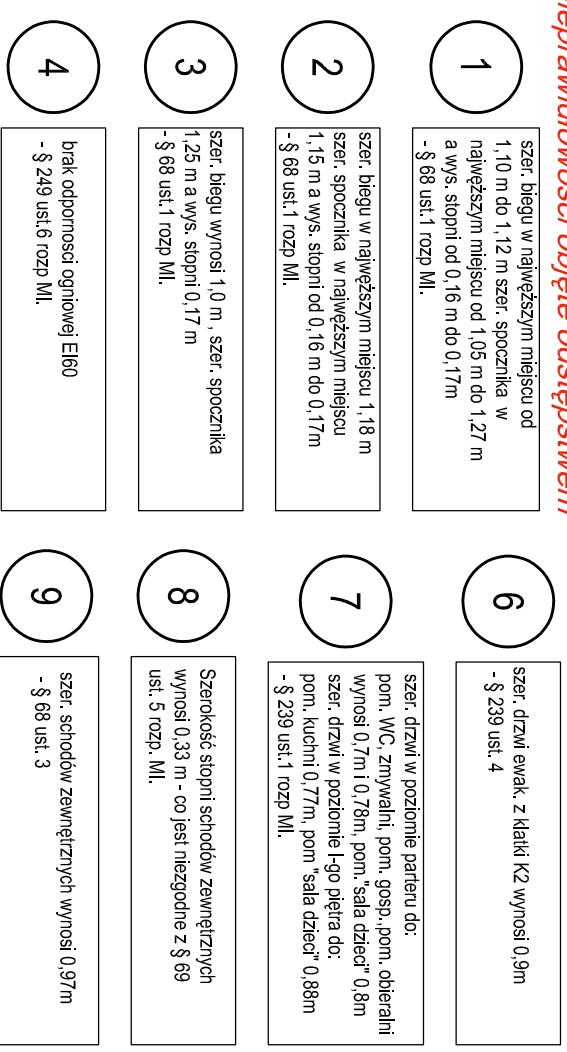 nieprawidłowości objęte odstępstwem
1
szer. biegu w najwęższym miejscu od
1,10 m do 1,12 m szer. spocznika w
najwęższym miejscu od 1,05 m do 1,27 m
a wys. stopni od 0,16 m do 0,17m
- § 68 ust.1 rozp MI.
2
szer. biegu w najwęższym miejscu 1,18 m
szer. spocznika w najwęższym miejscu
1,15 m a wys. stopni od 0,16 m do 0,17m
- § 68 ust.1 rozp MI.
3
szer. biegu wynosi 1,0 m , szer. spocznika
1,25 m a wys. stopni 0,17 m
- § 68 ust.1 rozp MI.
4
brak odpornosci ogniowej EI60
- § 249 ust.6 rozp MI.
6
szer. drzwi ewak. z klatki K2 wynosi 0,9m
- § 239 ust. 4
7
szer. drzwi w poziomie parteru do:
pom. WC, zmywalni, pom. gosp.,pom. obieralni
wynosi 0,7m i 0,78m, pom."sala dzieci" 0,8m
szer. drzwi w poziomie I-go piętra do:
pom. kuchni 0,77m, pom "sala dzieci" 0,88m
- § 239 ust.1 rozp MI.
8
Szerokość stopni schodów zewnętrznych
wynosi 0,33 m - co jest niezgodne z § 69
ust. 5 rozp. MI.
9
szer. schodów zewnętrznych wynosi 0,97m
- § 68 ust. 3